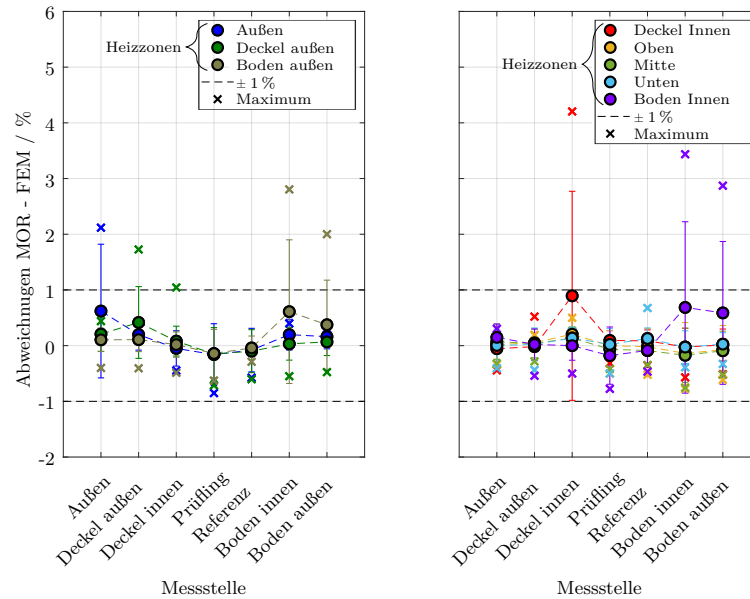 6
5
4
3
2
1
0
-1
-2
Abweichnugen MOR - FEM / %
Heizzonen
Außen
Deckel außen
Boden außen
± 1 %
Maximum
Außen
Deckel außen
Deckel innen
Prüfling
Referenz
Boden innen
Boden außen
Messstelle
Heizzonen
Deckel Innen
Oben
Mitte
Unten
Boden Innen
± 1 %
Maximum
Außen
Deckel außen
Deckel innen
Prüfling
Referenz
Boden innen
Boden außen
Messstelle